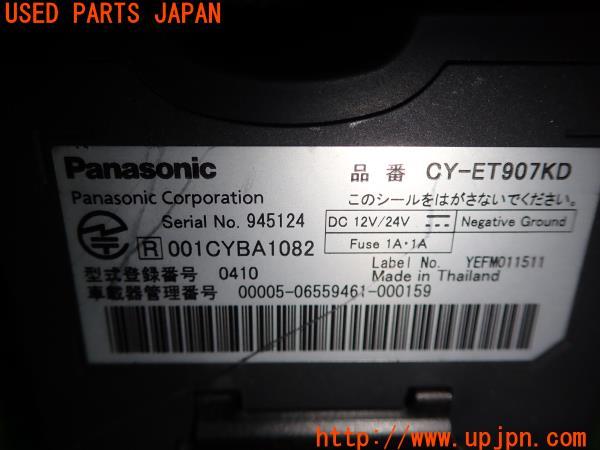 USED PARTS JAPAN
Panasonic 品番 CY-ET907KD
Panasonic Corporation このシールをはがさないでください。
Serial No. 945124 DC 12V/24V Negative Ground
R 001CYBA1082 Fuse 1A・1A
Label No. YEFM011511
型式登録番号 0410 Made in Thailand
車載器管理番号 00005-06559461-000159
UPJ
http://www.upjpn.com